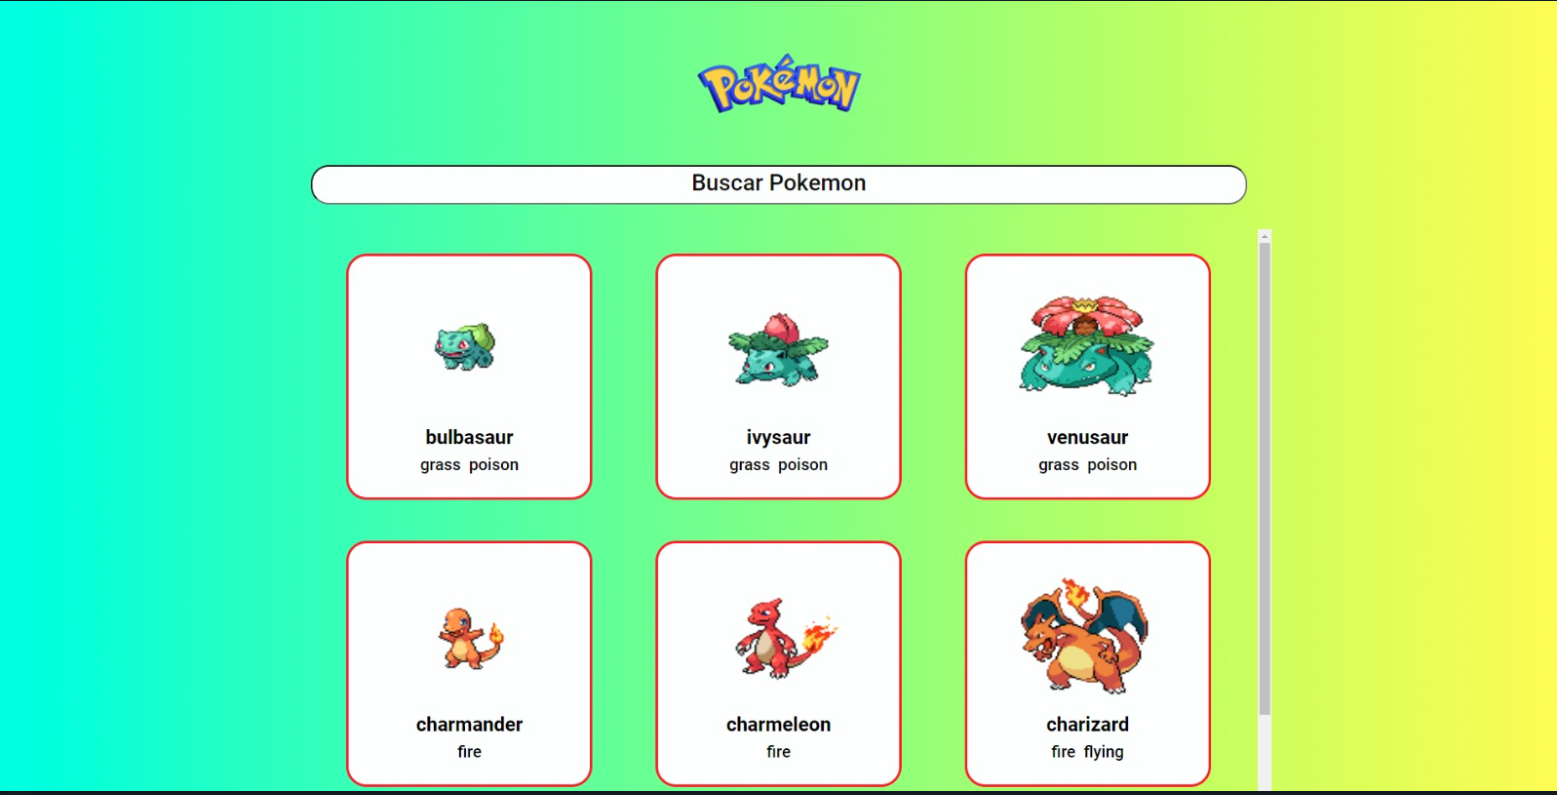 POKéMON
Buscar Pokemon
bulbasaur
grass poison
ivysaur
grass poison
venusaur
grass poison
charmander
fire
charmeleon
fire
charizard
fire flying